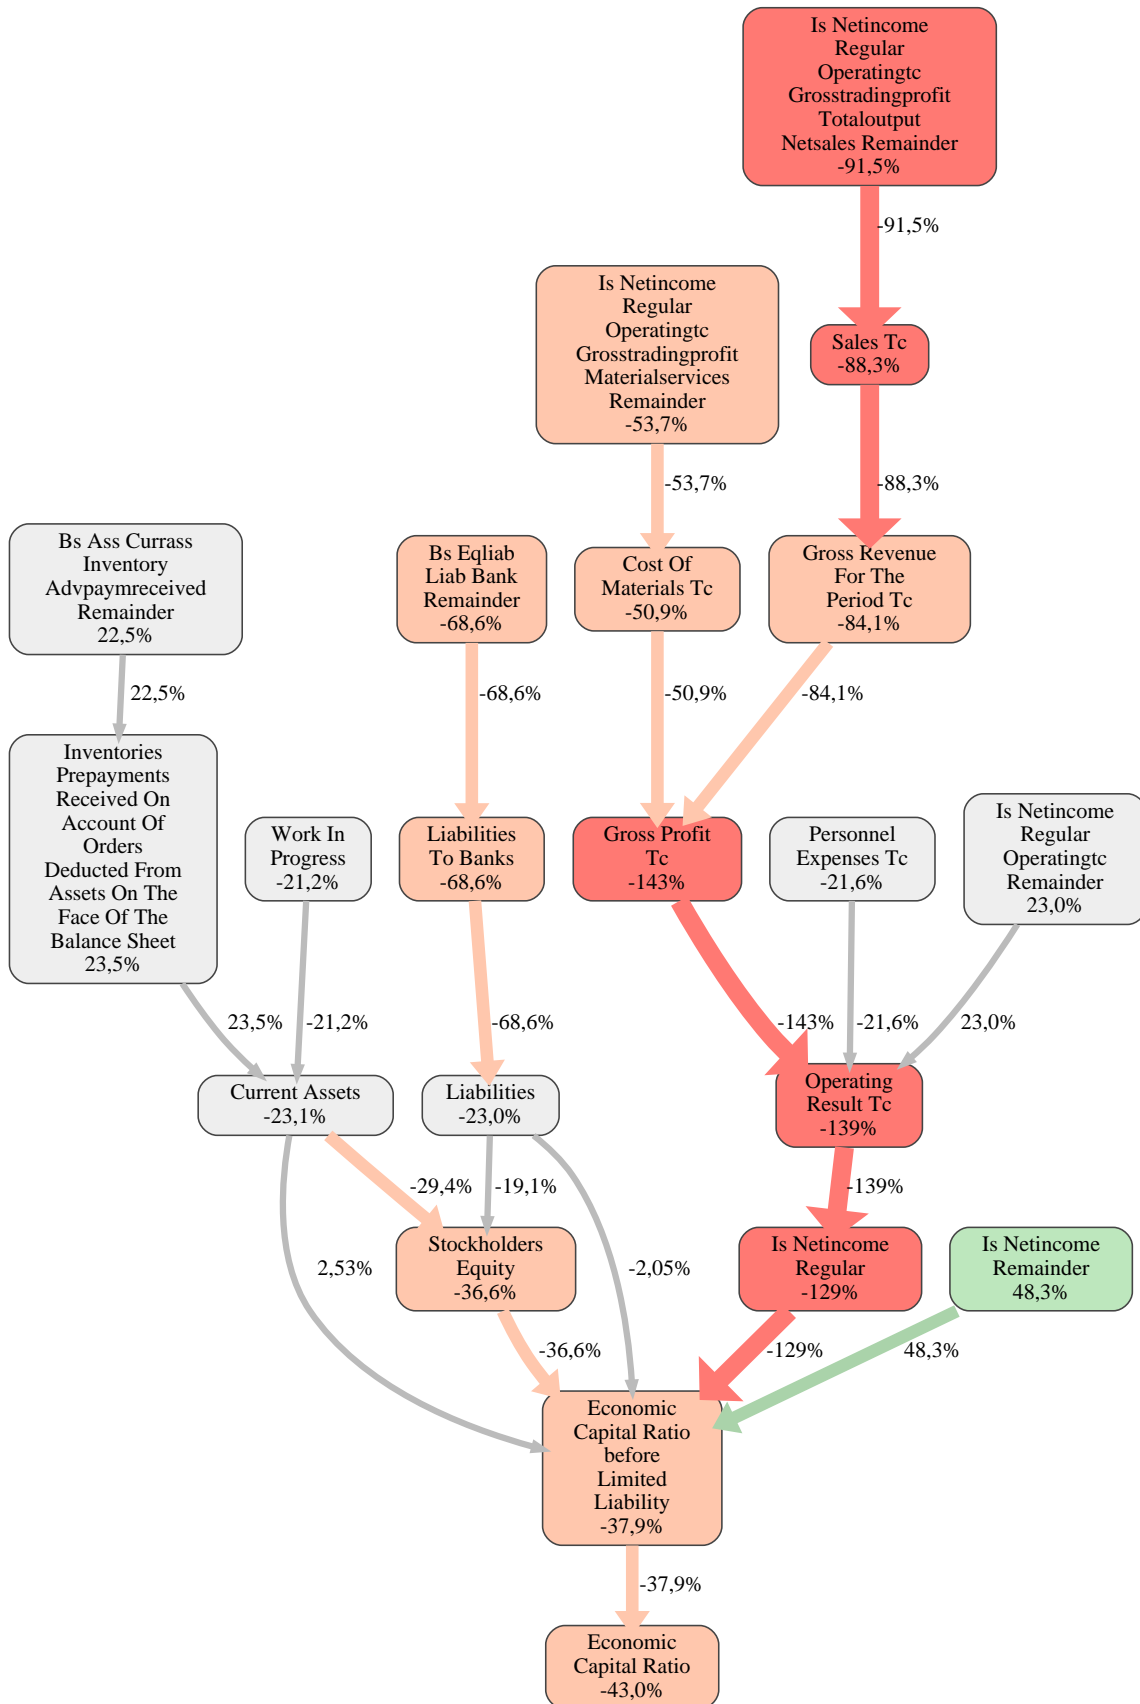 Is Netincome
Regular
Operatingtc
Grosstradingprofit
Totaloutput
Netsales Remainder
-91,5%
-91,5%
Is Netincome
Regular
Operatingtc
Grosstradingprofit
Materialservices
Remainder
-53,7%
Sales Tc
-88,3%
-53,7%
-88,3%
Bs Ass Currass
Inventory
Advpaymreceived
Remainder
22,5%
Bs Eqliab
Liab Bank
Remainder
-68,6%
Cost Of
Materials Tc
-50,9%
Gross Revenue
For The
Period Tc
-84,1%
22,5%
-68,6%
-50,9%
-84,1%
Inventories
Prepayments
Received On
Account Of
Orders
Deducted From
Assets On The
Face Of The
Balance Sheet
23,5%
Work In
Progress
-21,2%
Liabilities
To Banks
-68,6%
Gross Profit
Tc
-143%
Personnel
Expenses Tc
-21,6%
Is Netincome
Regular
Operatingtc
Remainder
23,0%
23,5%
-21,2%
-68,6%
-143%
-21,6%
23,0%
Current Assets
-23,1%
Liabilities
-23,0%
Operating
Result Tc
-139%
-29,4%
-19,1%
-139%
2,53%
Stockholders
Equity
-36,6%
-2,05%
Is Netincome
Regular
-129%
Is Netincome
Remainder
48,3%
-36,6%
-129%
48,3%
Economic
Capital Ratio
before
Limited
Liability
-37,9%
-37,9%
Economic
Capital Ratio
-43,0%